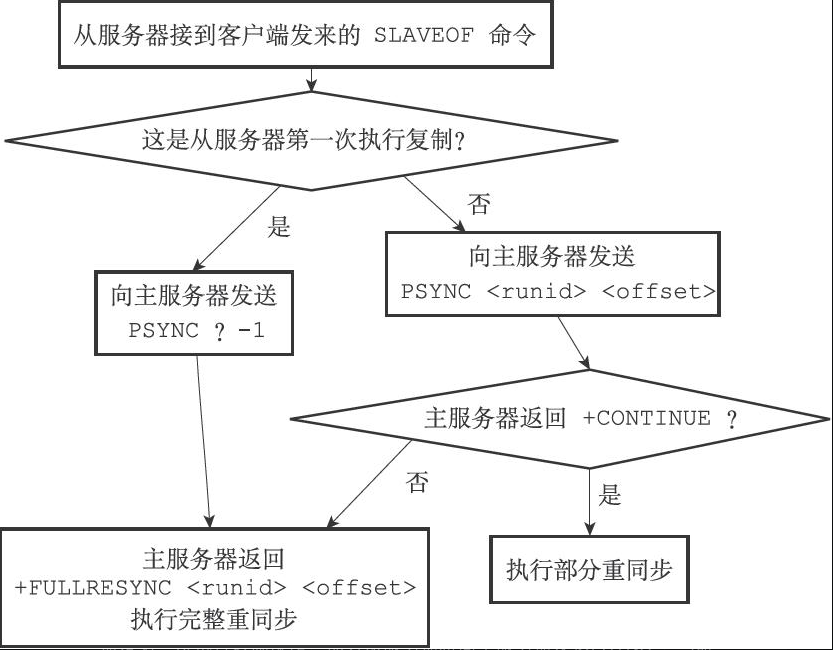 从服务器接到客户端发来的 SLAVEOF 命令
这是从服务器第一次执行复制?
是
否
向主服务器发送
PSYNC ? -1
向主服务器发送
PSYNC <runid> <offset>
主服务器返回 +CONTINUE ?
否
是
主服务器返回
+FULLRESYNC <runid> <offset>
执行完整重同步
执行部分重同步